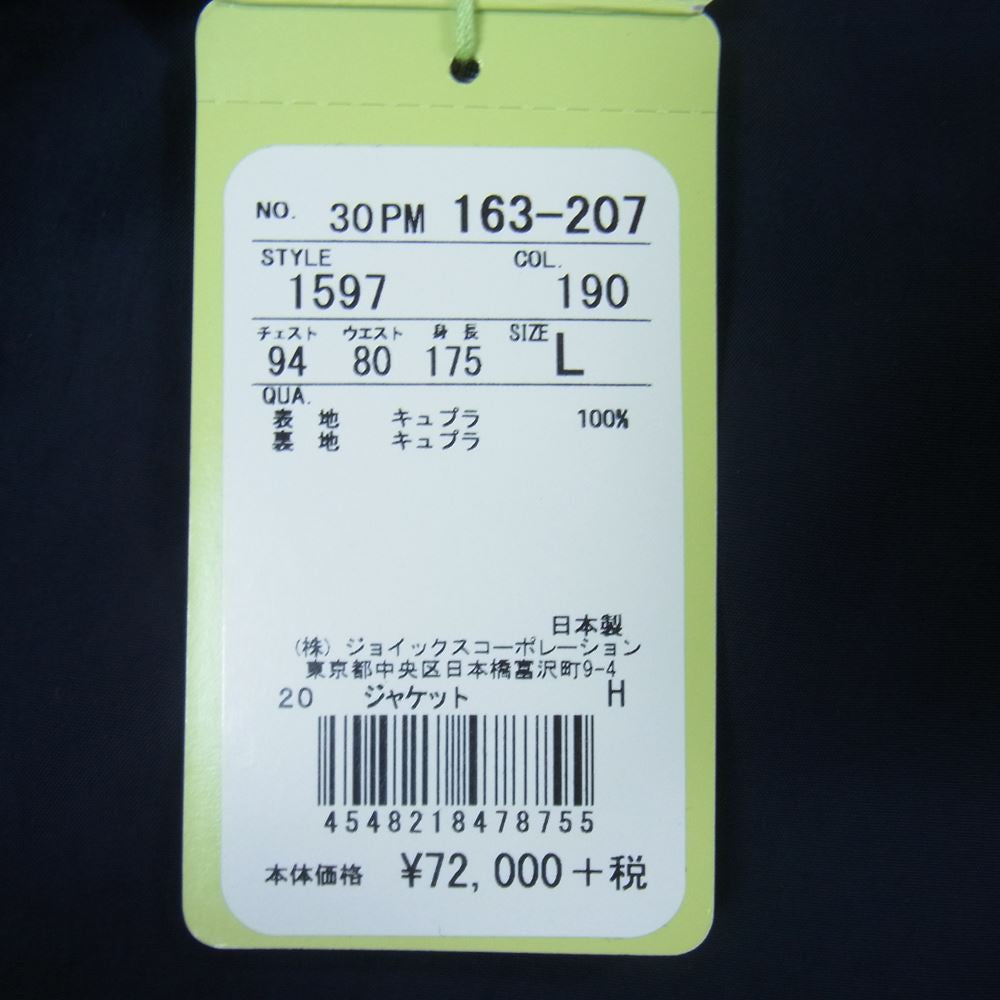 NO. 30PM 163-207
STYLE COL.
1597 190
チェスト ウエスト 身長 SIZE
94 80 175 L
QUA.
表地 キュプラ 100%
裏地 キュプラ
日本製
(株)ジョイックスコーポレーション
東京都中央区日本橋富沢町9-4
20 ジャケット H
4548218478755
本体価格 ¥72,000+税